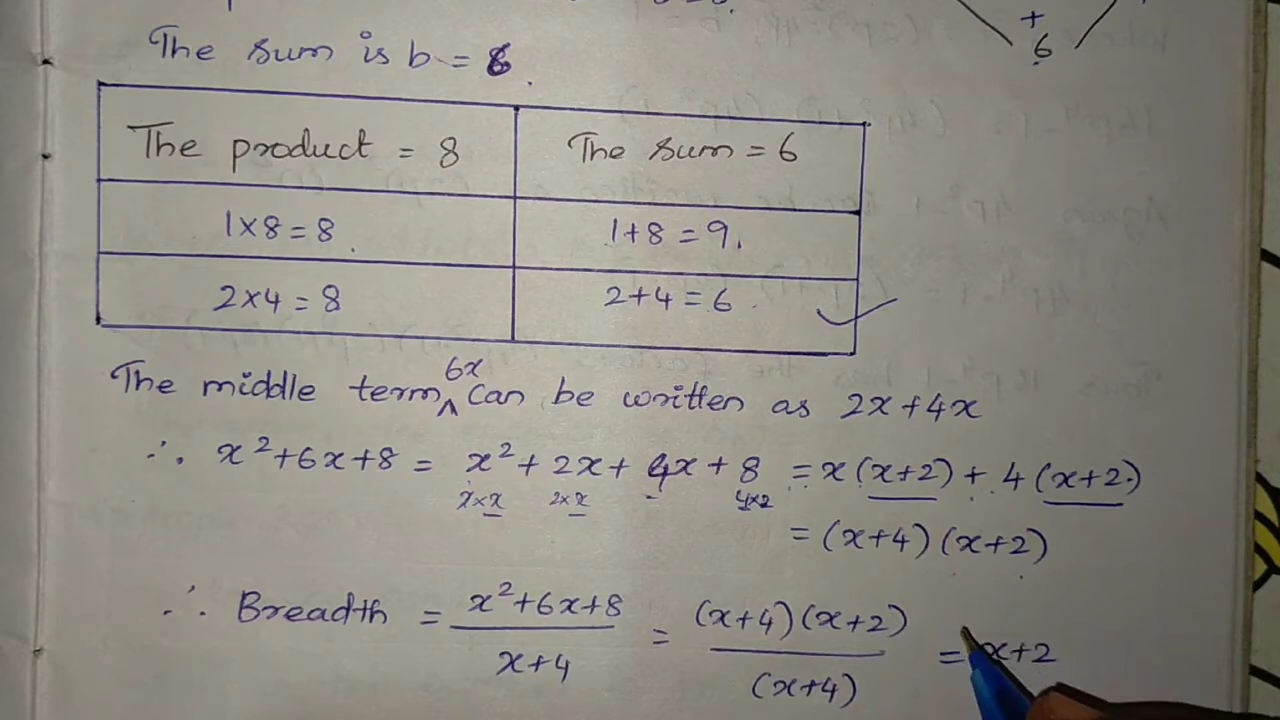 +
6
The sum is b = 6.
The product = 8 The sum = 6
1×8 = 8. 1+8 = 9.
2×4 = 8 2+4 = 6.
6x
The middle term ^ can be written as 2x+4x
∴ x²+6x+8 = x²+2x+4x+8 = x(x+2)+4(x+2)
x×x 2×x 4×2
= (x+4)(x+2)
∴ Breadth = x²+6x+8 / x+4 = (x+4)(x+2) / (x+4) = x+2